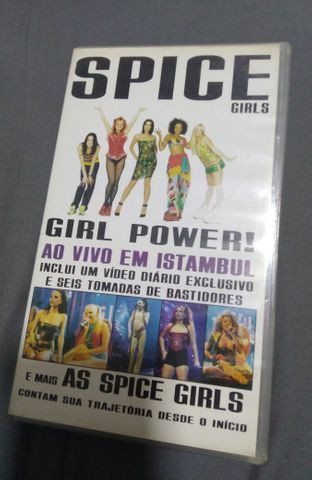 SPICE
GIRLS
GIRL POWER!
AO VIVO EM ISTAMBUL
INCLUI UM VÍDEO DIÁRIO EXCLUSIVO
E SEIS TOMADAS DE BASTIDORES
E MAIS AS SPICE GIRLS
CONTAM SUA TRAJETÓRIA DESDE O INÍCIO